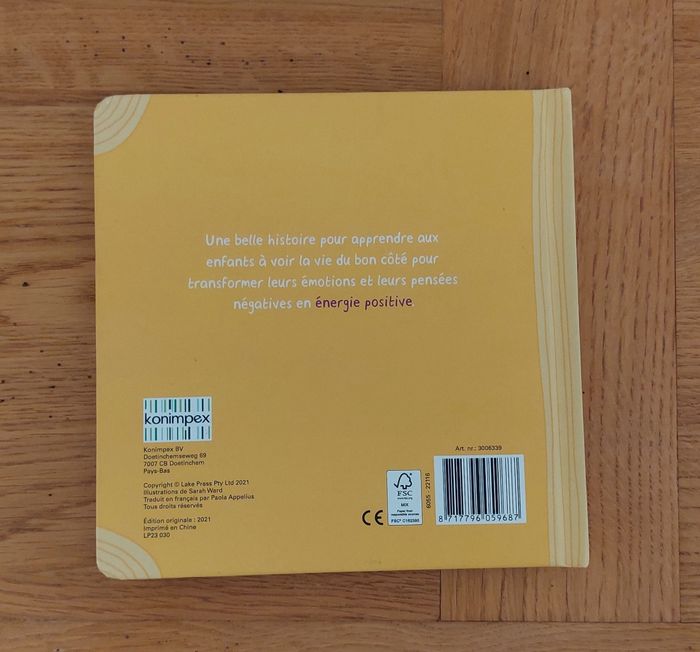 Une belle histoire pour apprendre aux
enfants à voir la vie du bon côté pour
transformer leurs émotions et leurs pensées
négatives en énergie positive
konimpex
Konimpex BV
Doetinchemseweg 69
7007 CB Doetinchem
Pays-Bas
Copyright © Lake Press Pty Ltd 2021
Illustrations de Sarah Ward
Traduit en français par Paola Appelius
Tous droits réservés
Édition originale : 2021
Imprimé en Chine
LP23 030
CE
FSC
MIX
6055 22116
Art. nr.: 3006339
8 717796 059687